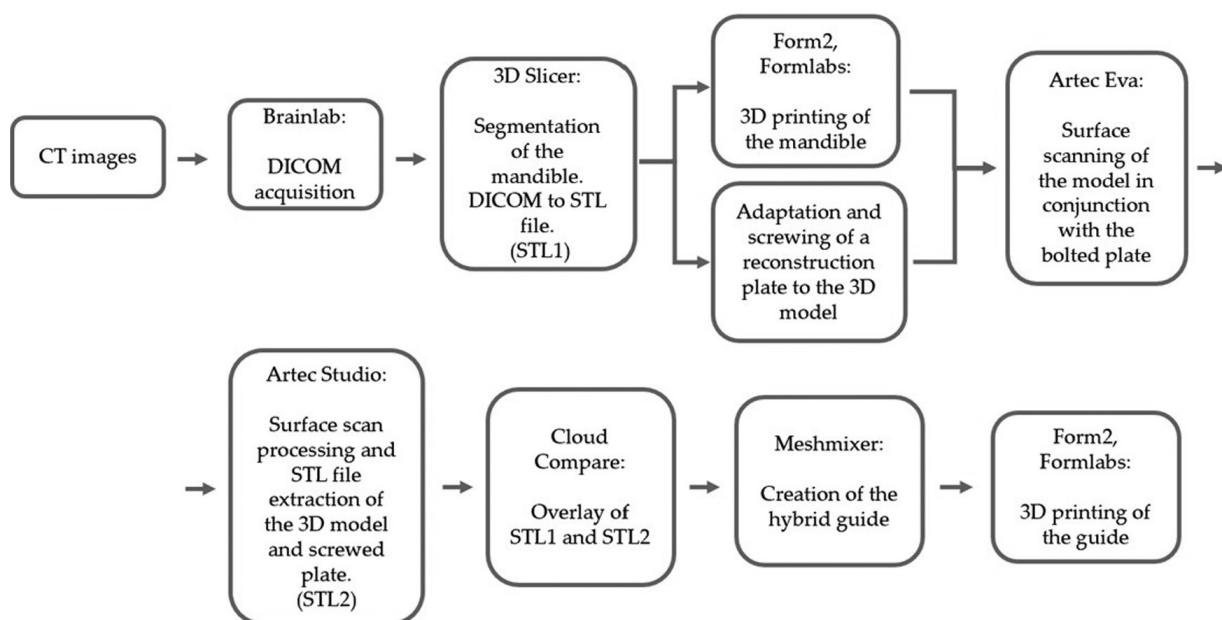 CT images
Brainlab:
DICOM
acquisition
3D Slicer:
Segmentation
of the
mandible.
DICOM to STL
file.
(STL1)
Form2,
Formlabs:
3D printing of
the mandible
Adaptation and
screwing of a
reconstruction
plate to the 3D
model
Artec Eva:
Surface
scanning of
the model in
conjunction
with the
bolted plate
Artec Studio:
Surface scan
processing and
STL file
extraction of
the 3D model
and screwed
plate.
(STL2)
Cloud
Compare:
Overlay of
STL1 and STL2
Meshmixer:
Creation of the
hybrid guide
Form2,
Formlabs:
3D printing of
the guide